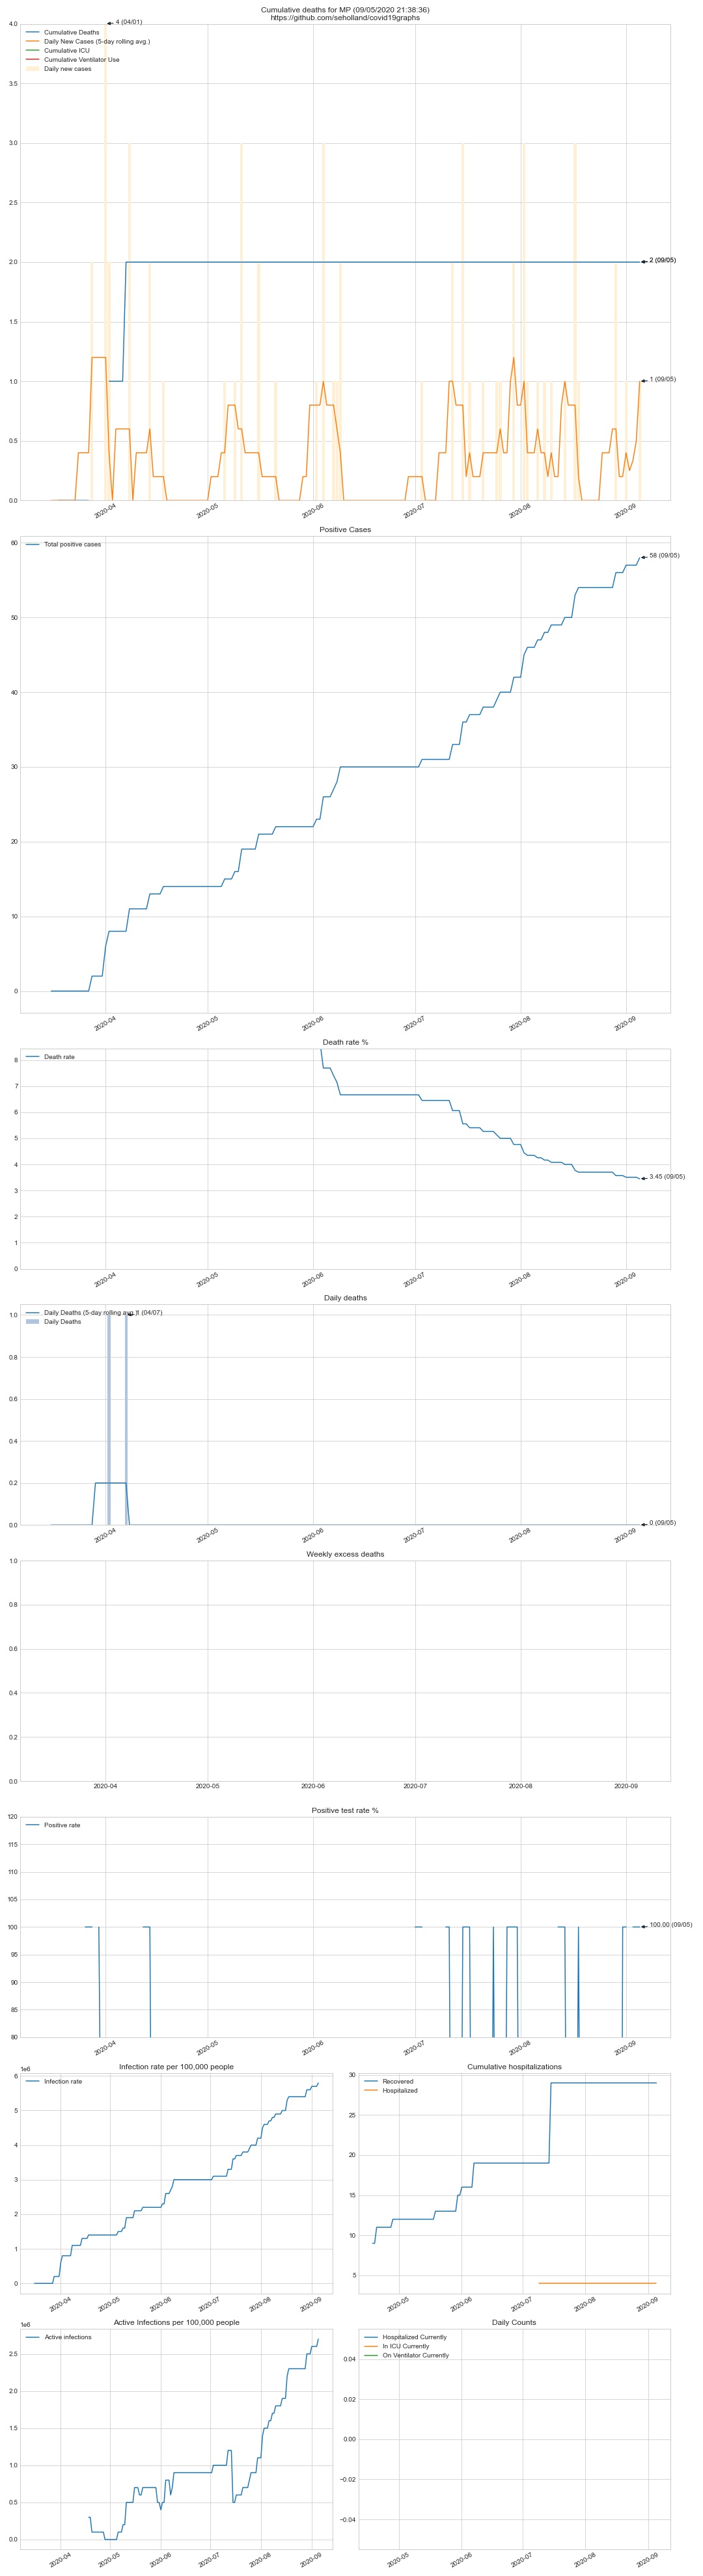 Cumulative deaths for MP (09/05/2020 21:38:36)
https://github.com/seholland/covid19graphs
4.0
4 (04/01)
Cumulative Deaths
Daily New Cases (5-day rolling avg.)
Cumulative ICU
Cumulative Ventilator Use
Daily new cases
3.5
3.0
2.5
2.0
2 (09/05)
1.5
1.0
1 (09/05)
0.5
0.0
2020-04 2020-05 2020-06 2020-07 2020-08 2020-09
Positive Cases
60
Total positive cases
58 (09/05)
50
40
30
20
10
0
2020-04 2020-05 2020-06 2020-07 2020-08 2020-09
Death rate %
Death rate
8
7
6
5
4
3.45 (09/05)
3
2
1
0
2020-04 2020-05 2020-06 2020-07 2020-08 2020-09
Daily deaths
1.0
Daily Deaths (5-day rolling avg.)
1 (04/07)
Daily Deaths
0.8
0.6
0.4
0.2
0.0
0 (09/05)
2020-04 2020-05 2020-06 2020-07 2020-08 2020-09
Weekly excess deaths
1.0
0.8
0.6
0.4
0.2
0.0
2020-04 2020-05 2020-06 2020-07 2020-08 2020-09
Positive test rate %
120
Positive rate
115
110
105
100
100.00 (09/05)
95
90
85
80
2020-04 2020-05 2020-06 2020-07 2020-08 2020-09
Infection rate per 100,000 people
1e6
Infection rate
6
5
4
3
2
1
0
2020-04 2020-05 2020-06 2020-07 2020-08 2020-09
Cumulative hospitalizations
30
Recovered
Hospitalized
25
20
15
10
5
2020-05 2020-06 2020-07 2020-08 2020-09
Active Infections per 100,000 people
1e6
Active infections
2.5
2.0
1.5
1.0
0.5
0.0
2020-04 2020-05 2020-06 2020-07 2020-08 2020-09
Daily Counts
Hospitalized Currently
In ICU Currently
On Ventilator Currently
0.04
0.02
0.00
−0.02
−0.04
2020-05 2020-06 2020-07 2020-08 2020-09